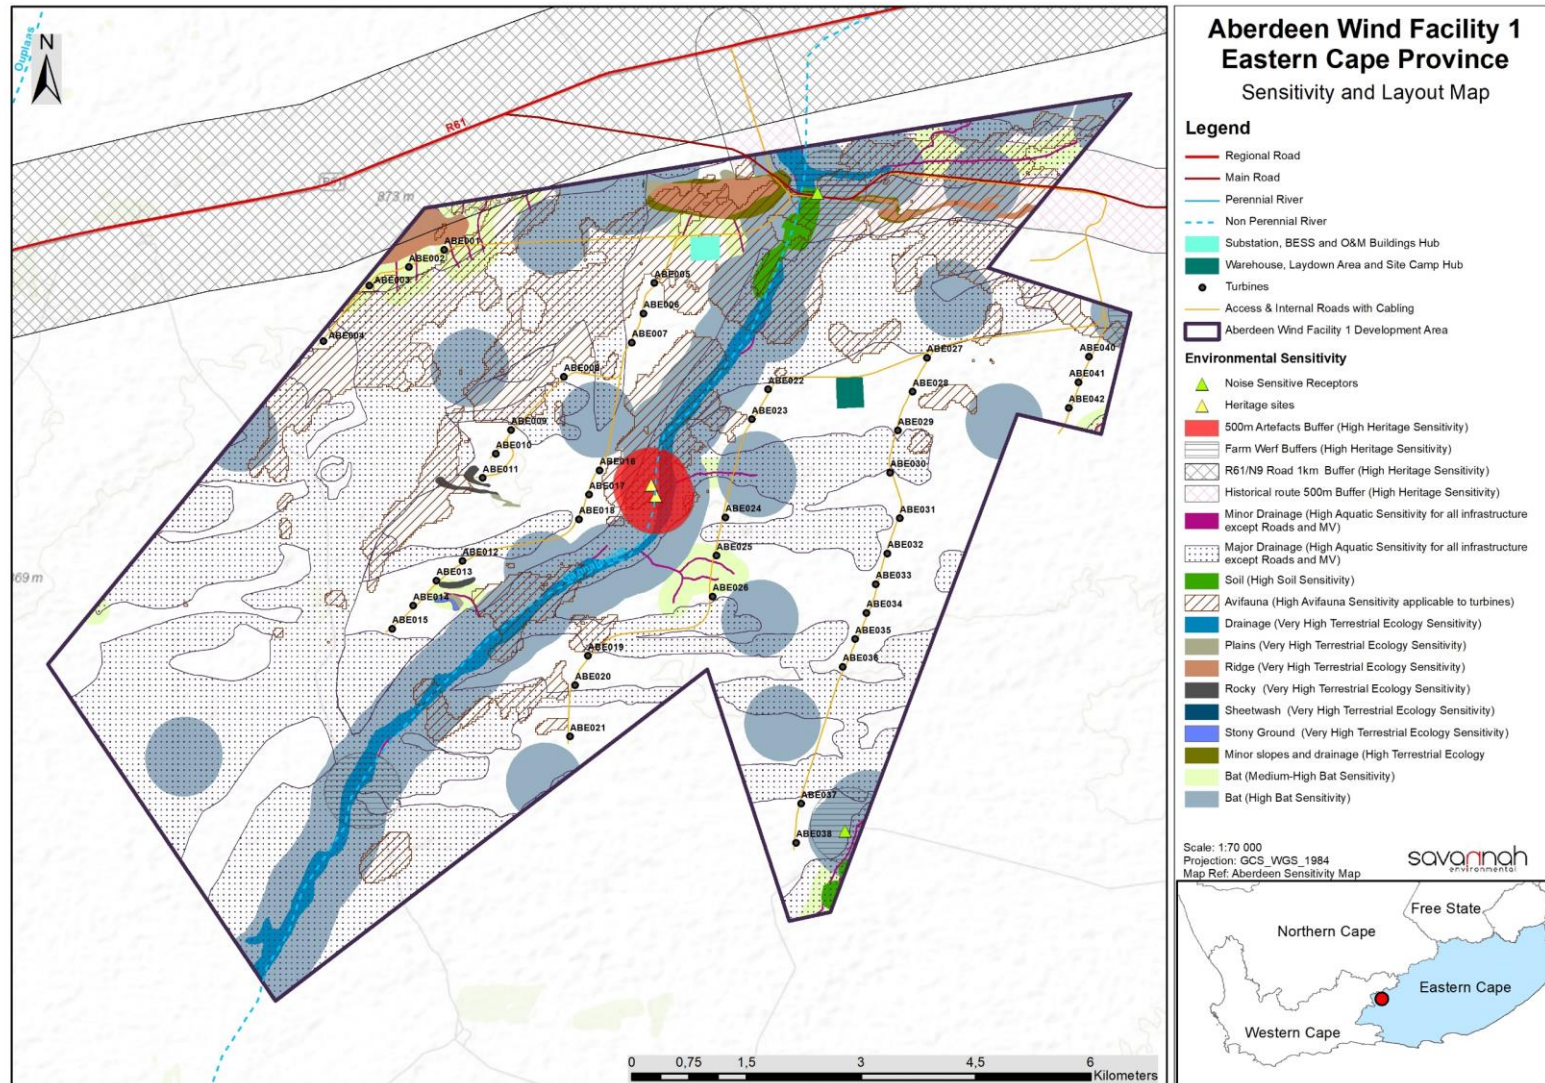 Ouplaas
N
R61
R61
873 m
869 m
ABE001
ABE002
ABE003
ABE004
ABE005
ABE006
ABE007
ABE008
ABE009
ABE010
ABE011
ABE012
ABE013
ABE014
ABE015
ABE016
ABE017
ABE018
ABE019
ABE020
ABE021
ABE022
ABE023
ABE024
ABE025
ABE026
ABE027
ABE028
ABE029
ABE030
ABE031
ABE032
ABE033
ABE034
ABE035
ABE036
ABE037
ABE038
ABE040
ABE041
ABE042
0 0,75 1,5 3 4,5 6
Kilometers
Aberdeen Wind Facility 1
Eastern Cape Province
Sensitivity and Layout Map
Legend
Regional Road
Main Road
Perennial River
Non Perennial River
Substation, BESS and O&M Buildings Hub
Warehouse, Laydown Area and Site Camp Hub
Turbines
Access & Internal Roads with Cabling
Aberdeen Wind Facility 1 Development Area
Environmental Sensitivity
Noise Sensitive Receptors
Heritage sites
500m Artefacts Buffer (High Heritage Sensitivity)
Farm Werf Buffers (High Heritage Sensitivity)
R61/N9 Road 1km Buffer (High Heritage Sensitivity)
Historical route 500m Buffer (High Heritage Sensitivity)
Minor Drainage (High Aquatic Sensitivity for all infrastructure
except Roads and MV)
Major Drainage (High Aquatic Sensitivity for all infrastructure
except Roads and MV)
Soil (High Soil Sensitivity)
Avifauna (High Avifauna Sensitivity applicable to turbines)
Drainage (Very High Terrestrial Ecology Sensitivity)
Plains (Very High Terrestrial Ecology Sensitivity)
Ridge (Very High Terrestrial Ecology Sensitivity)
Rocky (Very High Terrestrial Ecology Sensitivity)
Sheetwash (Very High Terrestrial Ecology Sensitivity)
Stony Ground (Very High Terrestrial Ecology Sensitivity)
Minor slopes and drainage (High Terrestrial Ecology
Bat (Medium-High Bat Sensitivity)
Bat (High Bat Sensitivity)
Scale: 1:70 000
Projection: GCS_WGS_1984
Map Ref: Aberdeen Sensitivity Map
savannah
environmental
Free State
Northern Cape
Eastern Cape
Western Cape